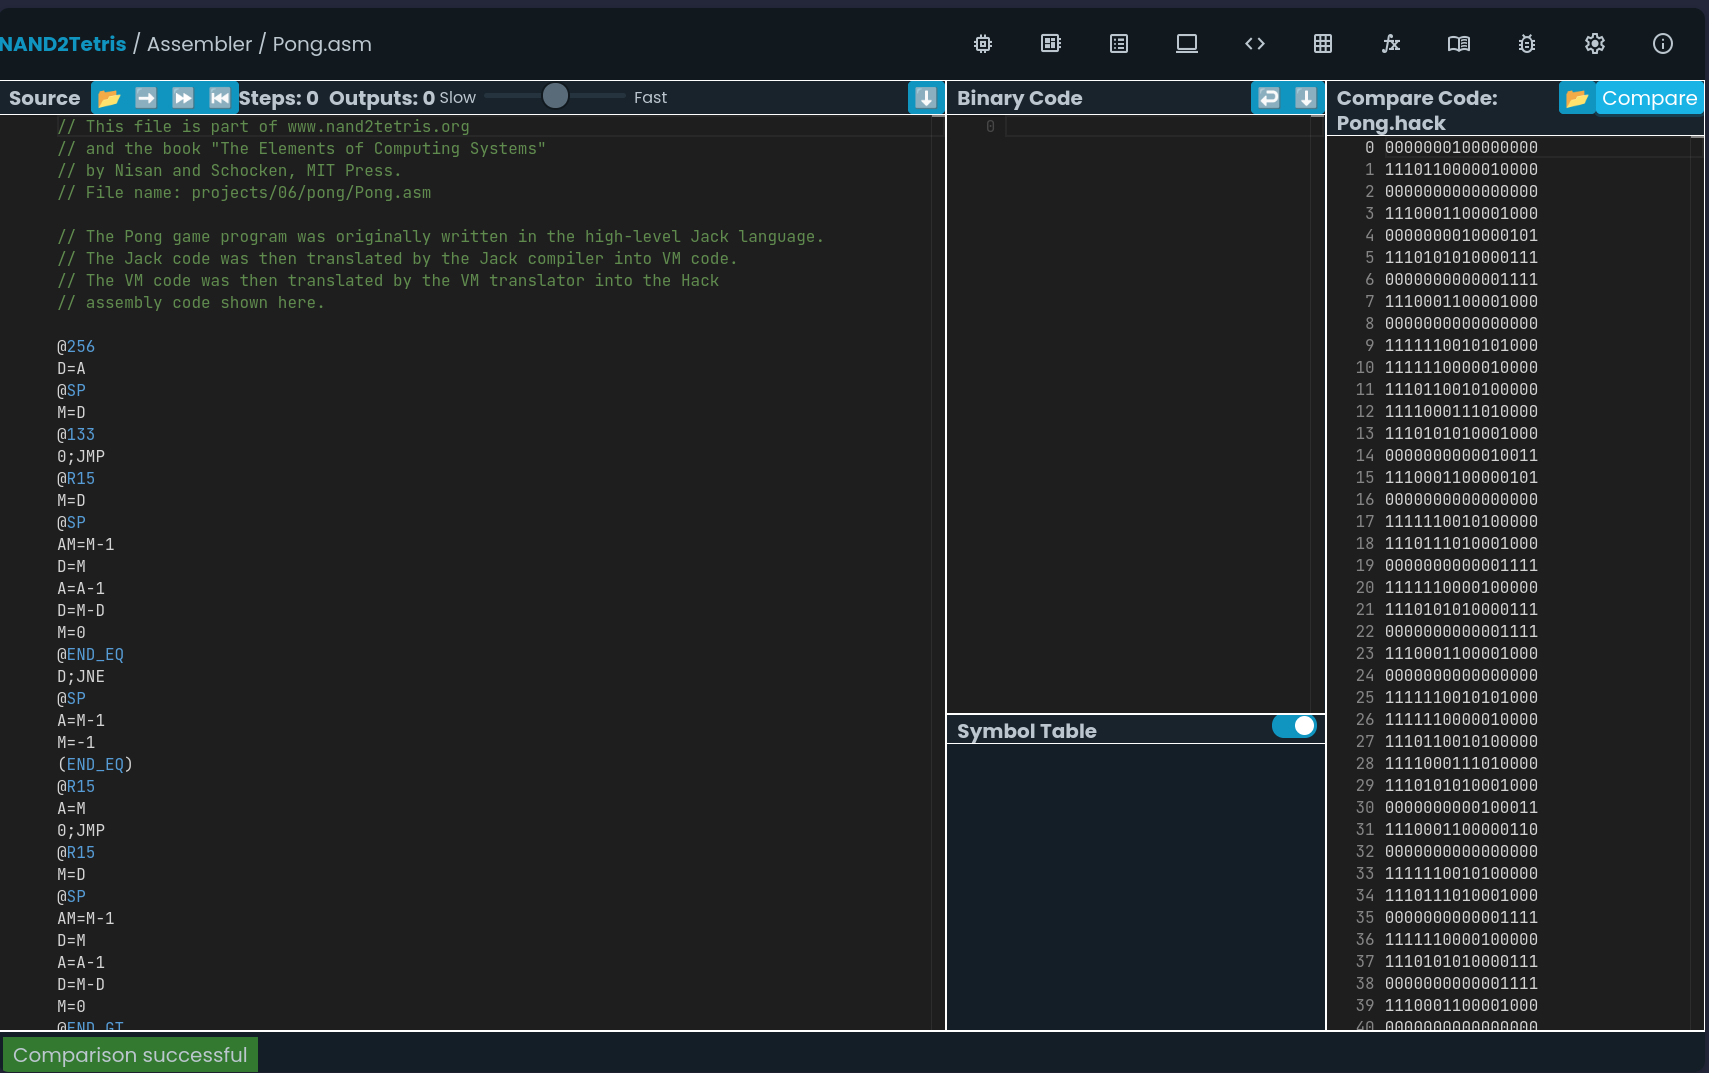 NAND2Tetris / Assembler / Pong.asm
Source Steps: 0 Outputs: 0 Slow Fast
// This file is part of www.nand2tetris.org
// and the book "The Elements of Computing Systems"
// by Nisan and Schocken, MIT Press.
// File name: projects/06/pong/Pong.asm
// The Pong game program was originally written in the high-level Jack language.
// The Jack code was then translated by the Jack compiler into VM code.
// The VM code was then translated by the VM translator into the Hack
// assembly code shown here.
@256
D=A
@SP
M=D
@133
0;JMP
@R15
M=D
@SP
AM=M-1
D=M
A=A-1
D=M-D
M=0
@END_EQ
D;JNE
@SP
A=M-1
M=-1
(END_EQ)
@R15
A=M
0;JMP
@R15
M=D
@SP
AM=M-1
D=M
A=A-1
D=M-D
M=0
@END_GT
Binary Code
0
Symbol Table
Compare Code:
Pong.hack
Compare
0 0000000100000000
1 1110110000010000
2 0000000000000000
3 1110001100001000
4 0000000010000101
5 1110101010000111
6 0000000000001111
7 1110001100001000
8 0000000000000000
9 1111110010101000
10 1111110000010000
11 1110110010100000
12 1111000111010000
13 1110101010001000
14 0000000000010011
15 1110001100000101
16 0000000000000000
17 1111110010100000
18 1110111010001000
19 0000000000001111
20 1111110000100000
21 1110101010000111
22 0000000000001111
23 1110001100001000
24 0000000000000000
25 1111110010101000
26 1111110000010000
27 1110110010100000
28 1111000111010000
29 1110101010001000
30 0000000000100011
31 1110001100000110
32 0000000000000000
33 1111110010100000
34 1110111010001000
35 0000000000001111
36 1111110000100000
37 1110101010000111
38 0000000000001111
39 1110001100001000
40 0000000000000000
Comparison successful